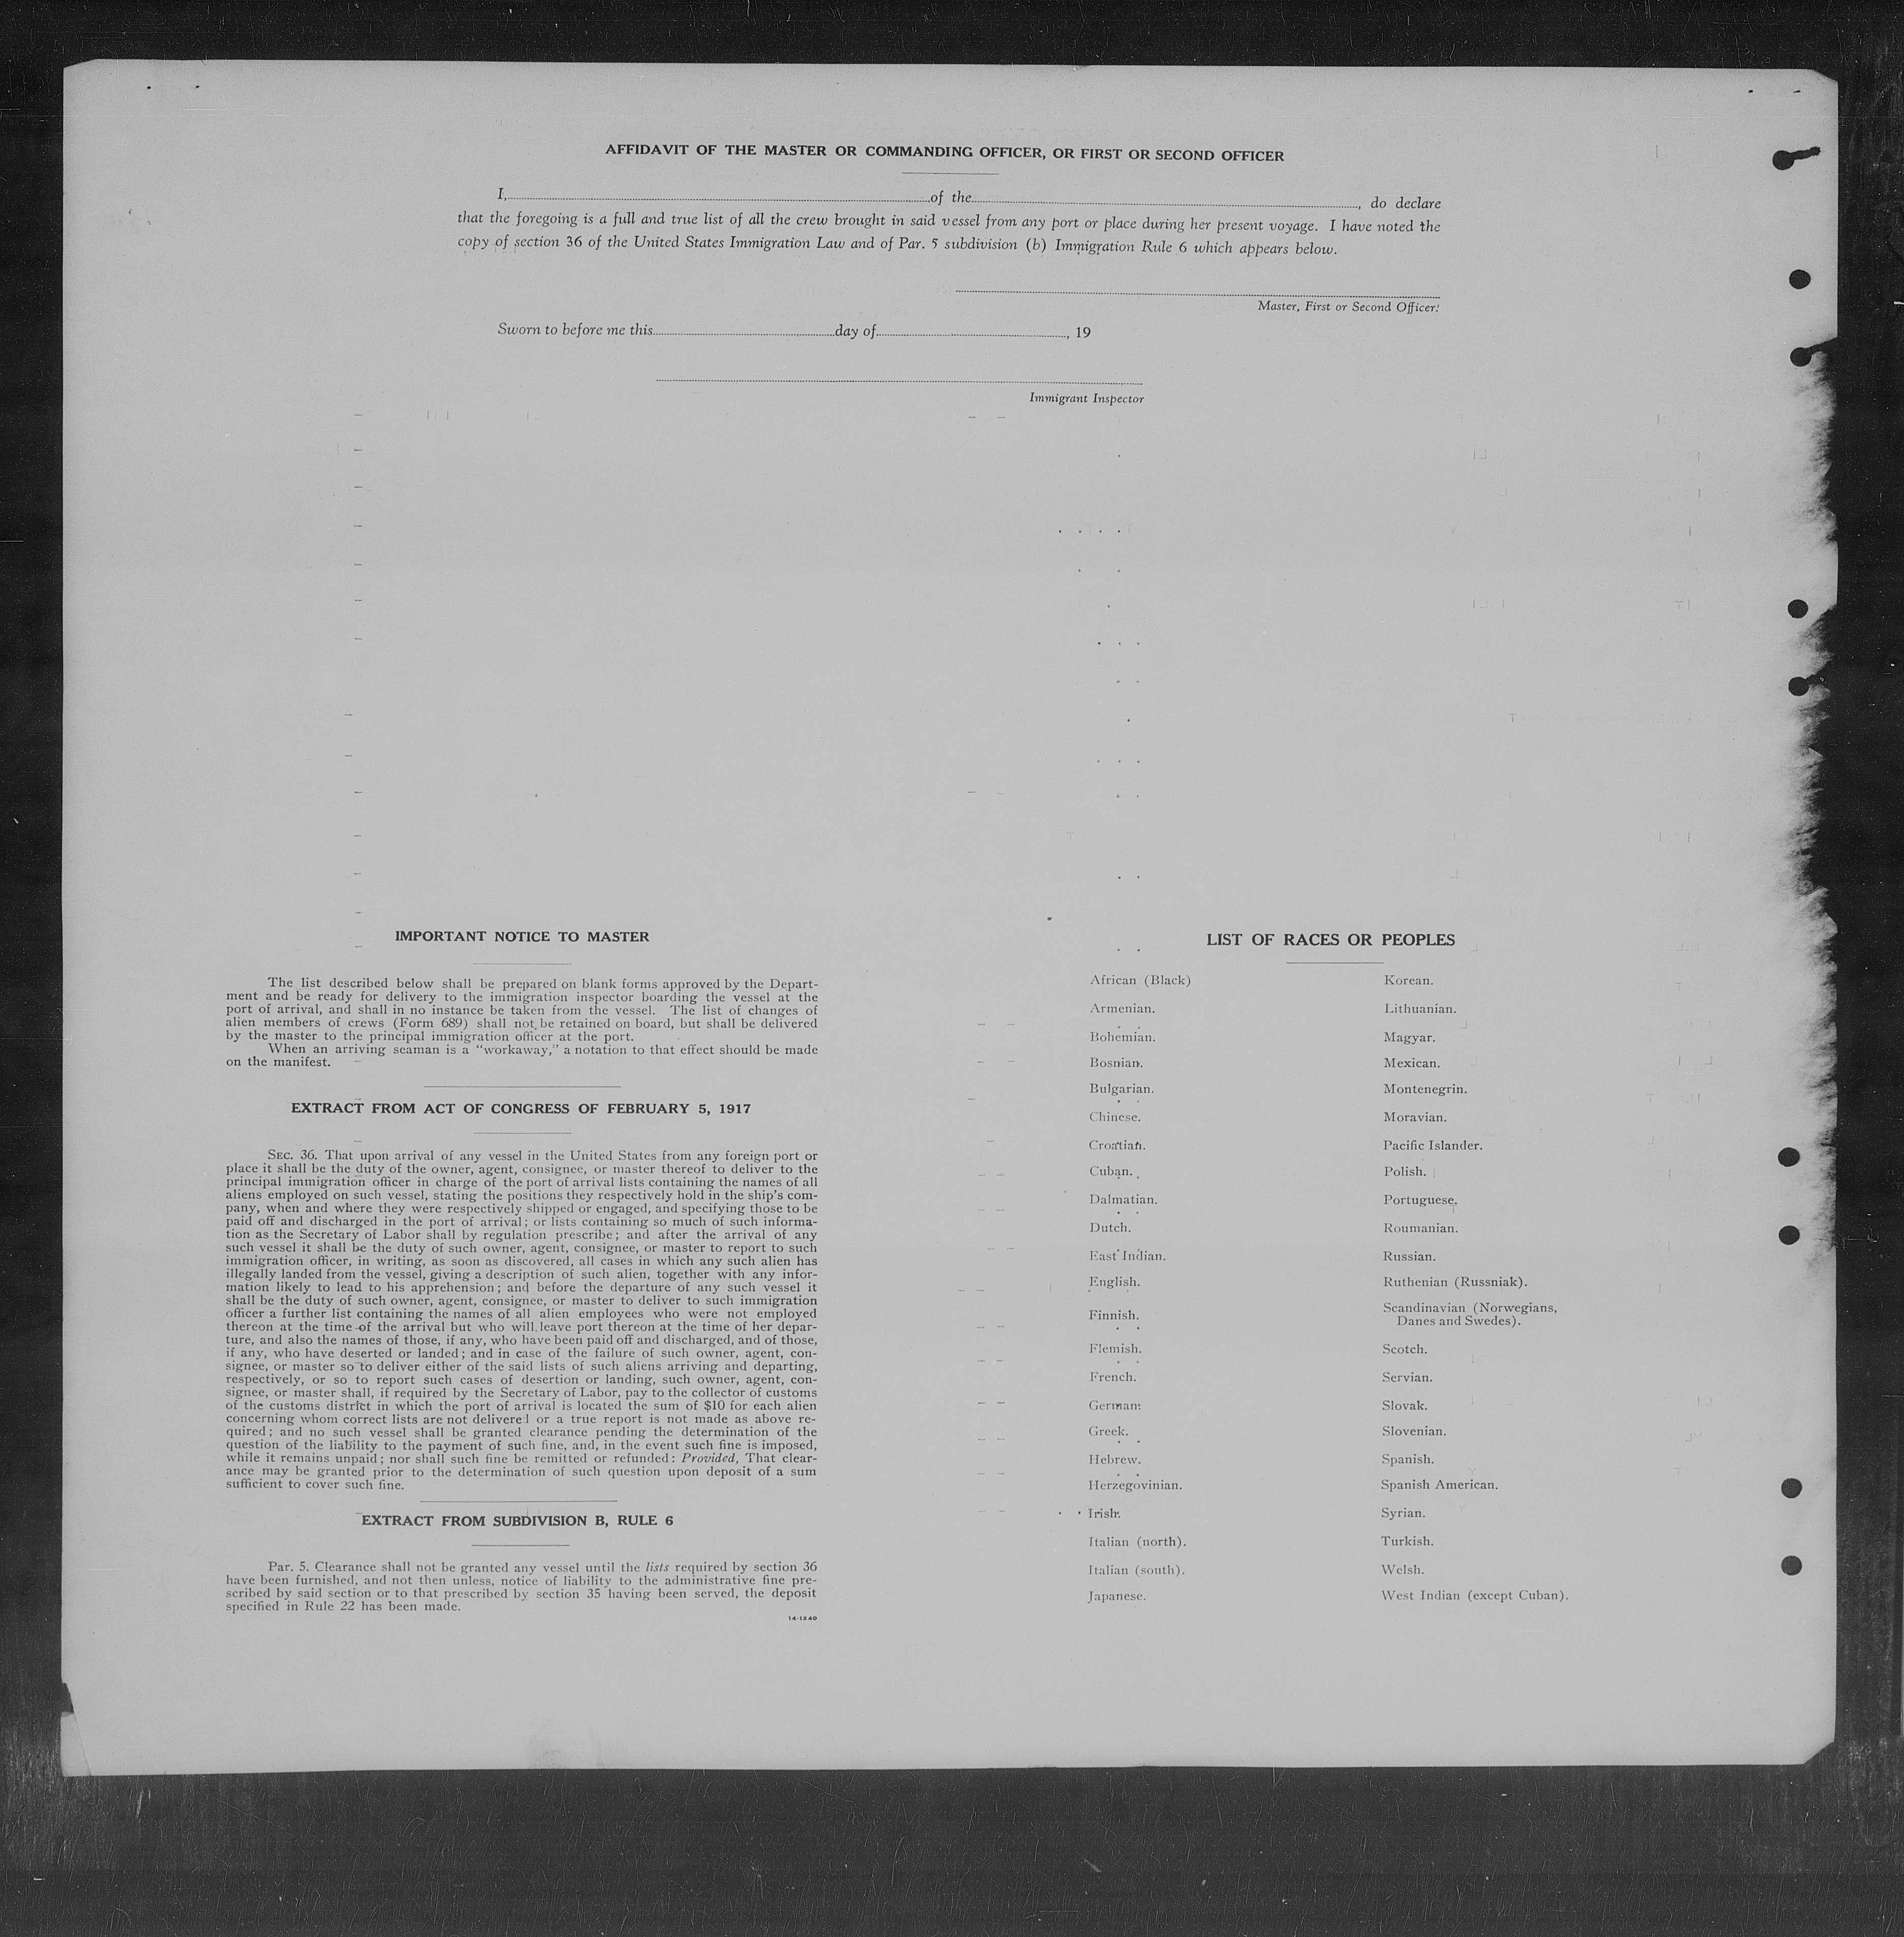 AFFIDAVIT OF THE MASTER OR COMMANDING OFFICER, OR FIRST OR SECOND OFFICER
I, of the , do declare
that the foregoing is a full and true list of all the crew brought in said vessel from any port or place during her present voyage. I have noted the
copy of section 36 of the United States Immigration Law and of Par. 5 subdivision (b) Immigration Rule 6 which appears below.
Master, First or Second Officer.
Sworn to before me this day of , 19
Immigrant Inspector
IMPORTANT NOTICE TO MASTER
The list described below shall be prepared on blank forms approved by the Depart-
ment and be ready for delivery to the immigration inspector boarding the vessel at the
port of arrival, and shall in no instance be taken from the vessel. The list of changes of
alien members of crews (Form 689) shall not be retained on board, but shall be delivered
by the master to the principal immigration officer at the port.
When an arriving seaman is a "workaway," a notation to that effect should be made
on the manifest.
EXTRACT FROM ACT OF CONGRESS OF FEBRUARY 5, 1917
SEC. 36. That upon arrival of any vessel in the United States from any foreign port or
place it shall be the duty of the owner, agent, consignee, or master thereof to deliver to the
principal immigration officer in charge of the port of arrival lists containing the names of all
aliens employed on such vessel, stating the positions they respectively hold in the ship's com-
pany, when and where they were respectively shipped or engaged, and specifying those to be
paid off and discharged in the port of arrival; or lists containing so much of such informa-
tion as the Secretary of Labor shall by regulation prescribe; and after the arrival of any
such vessel it shall be the duty of such owner, agent, consignee, or master to report to such
immigration officer, in writing, as soon as discovered, all cases in which any such alien has
illegally landed from the vessel, giving a description of such alien, together with any infor-
mation likely to lead to his apprehension; and before the departure of any such vessel it
shall be the duty of such owner, agent, consignee, or master to deliver to such immigration
officer a further list containing the names of all alien employees who were not employed
thereon at the time of the arrival but who will leave port thereon at the time of her depar-
ture, and also the names of those, if any, who have been paid off and discharged, and of those,
if any, who have deserted or landed; and in case of the failure of such owner, agent, con-
signee, or master so to deliver either of the said lists of such aliens arriving and departing,
respectively, or so to report such cases of desertion or landing, such owner, agent, con-
signee, or master shall, if required by the Secretary of Labor, pay to the collector of customs
of the customs district in which the port of arrival is located the sum of $10 for each alien
concerning whom correct lists are not delivered or a true report is not made as above re-
quired; and no such vessel shall be granted clearance pending the determination of the
question of the liability to the payment of such fine, and, in the event such fine is imposed,
while it remains unpaid; nor shall such fine be remitted or refunded: Provided, That clear-
ance may be granted prior to the determination of such question upon deposit of a sum
sufficient to cover such fine.
EXTRACT FROM SUBDIVISION B, RULE 6
Par. 5. Clearance shall not be granted any vessel until the lists required by section 36
have been furnished, and not then unless, notice of liability to the administrative fine pre-
scribed by said section or to that prescribed by section 35 having been served, the deposit
specified in Rule 22 has been made.
14-1240
LIST OF RACES OR PEOPLES
African (Black)
Armenian.
Bohemian.
Bosnian.
Bulgarian.
Chinese.
Croatian.
Cuban.
Dalmatian.
Dutch.
East Indian.
English.
Finnish.
Flemish.
French.
German.
Greek.
Hebrew.
Herzegovinian.
Irish.
Italian (north).
Italian (south).
Japanese.
Korean.
Lithuanian.
Magyar.
Mexican.
Montenegrin.
Moravian.
Pacific Islander.
Polish.
Portuguese.
Roumanian.
Russian.
Ruthenian (Russniak).
Scandinavian (Norwegians,
Danes and Swedes).
Scotch.
Servian.
Slovak.
Slovenian.
Spanish.
Spanish American.
Syrian.
Turkish.
Welsh.
West Indian (except Cuban).